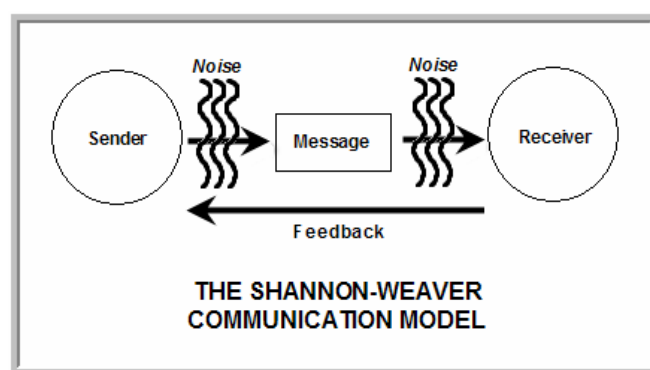 Noise
Noise
Sender
Message
Receiver
Feedback
THE SHANNON-WEAVER
COMMUNICATION MODEL